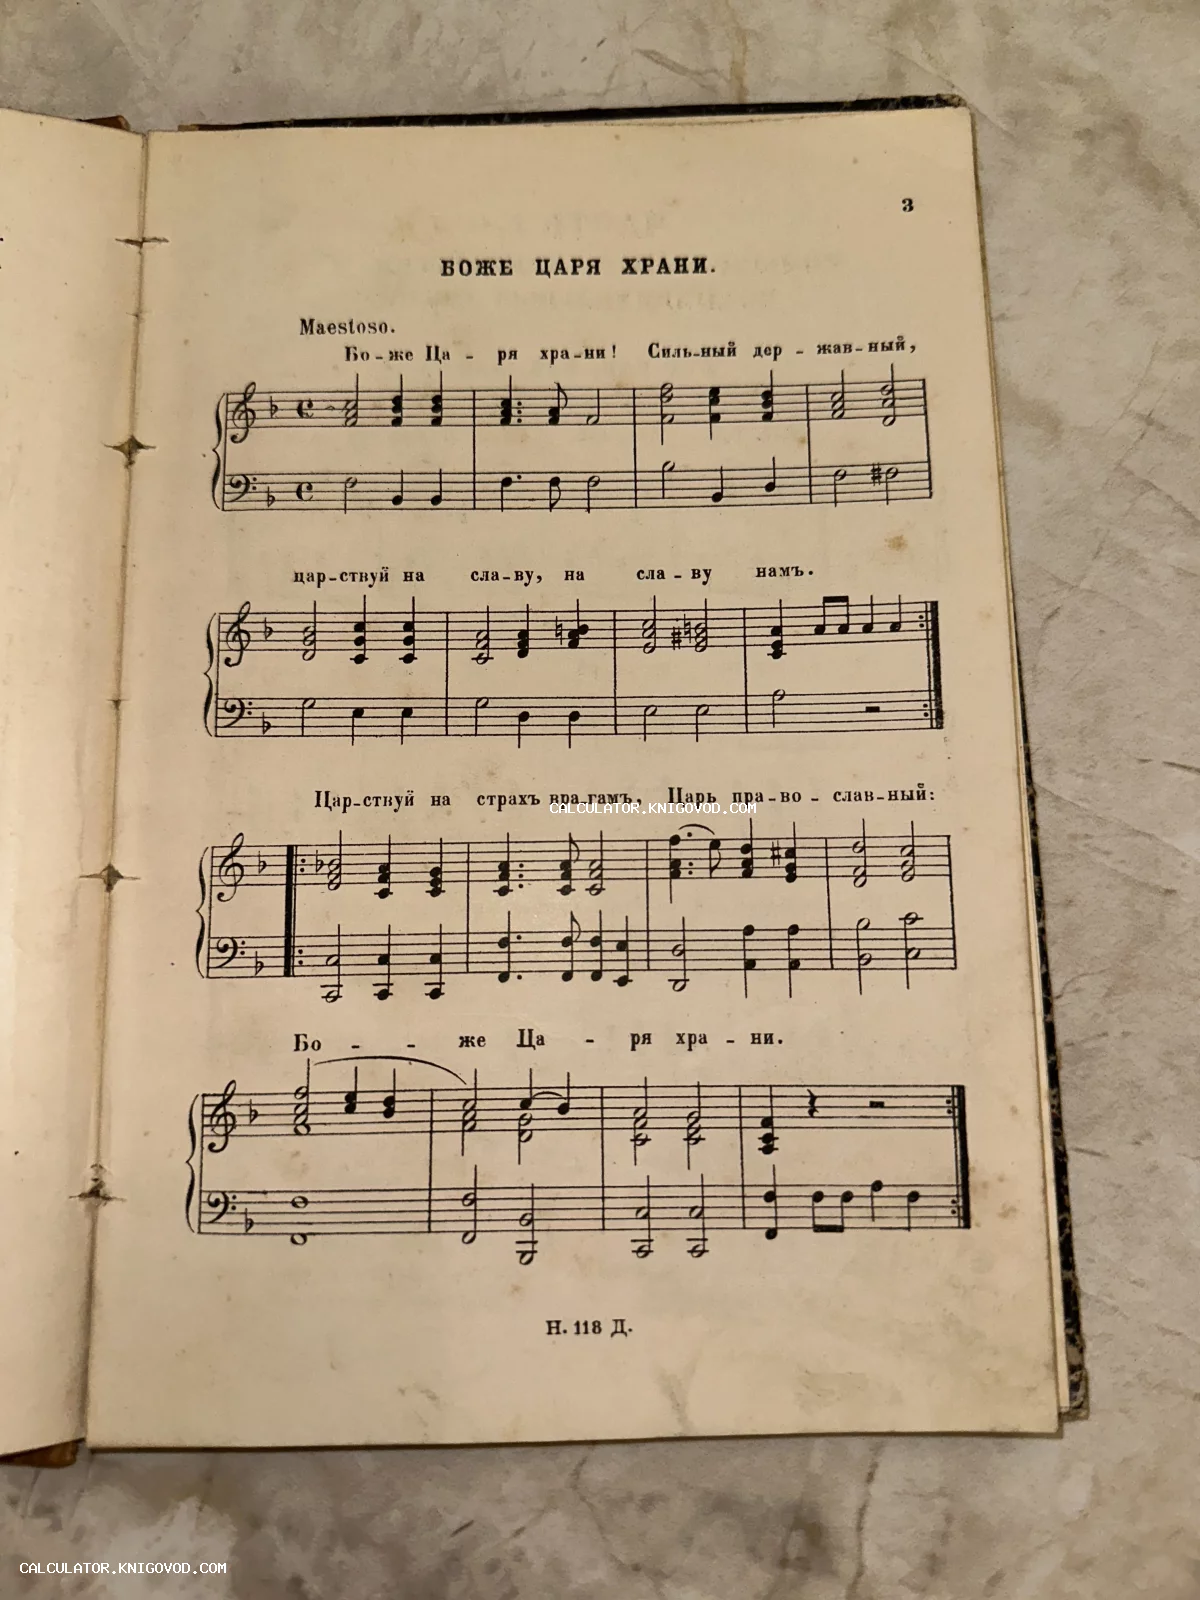 3
БОЖЕ ЦАРЯ ХРАНИ.
Maestoso.
Бо-же Ца - ря хра-ни! Силь-ный дер - жав-ный,
цар-ствуй на сла-ву, на сла - ву намъ.
Цар-ствуй на страхъ вра-гамъ, Царь пра-во - слав-ный:
CALCULATOR.KNIGOVOD.COM
Бо - - же Ца - ря хра - ни.
Н. 118 Д.
CALCULATOR.KNIGOVOD.COM